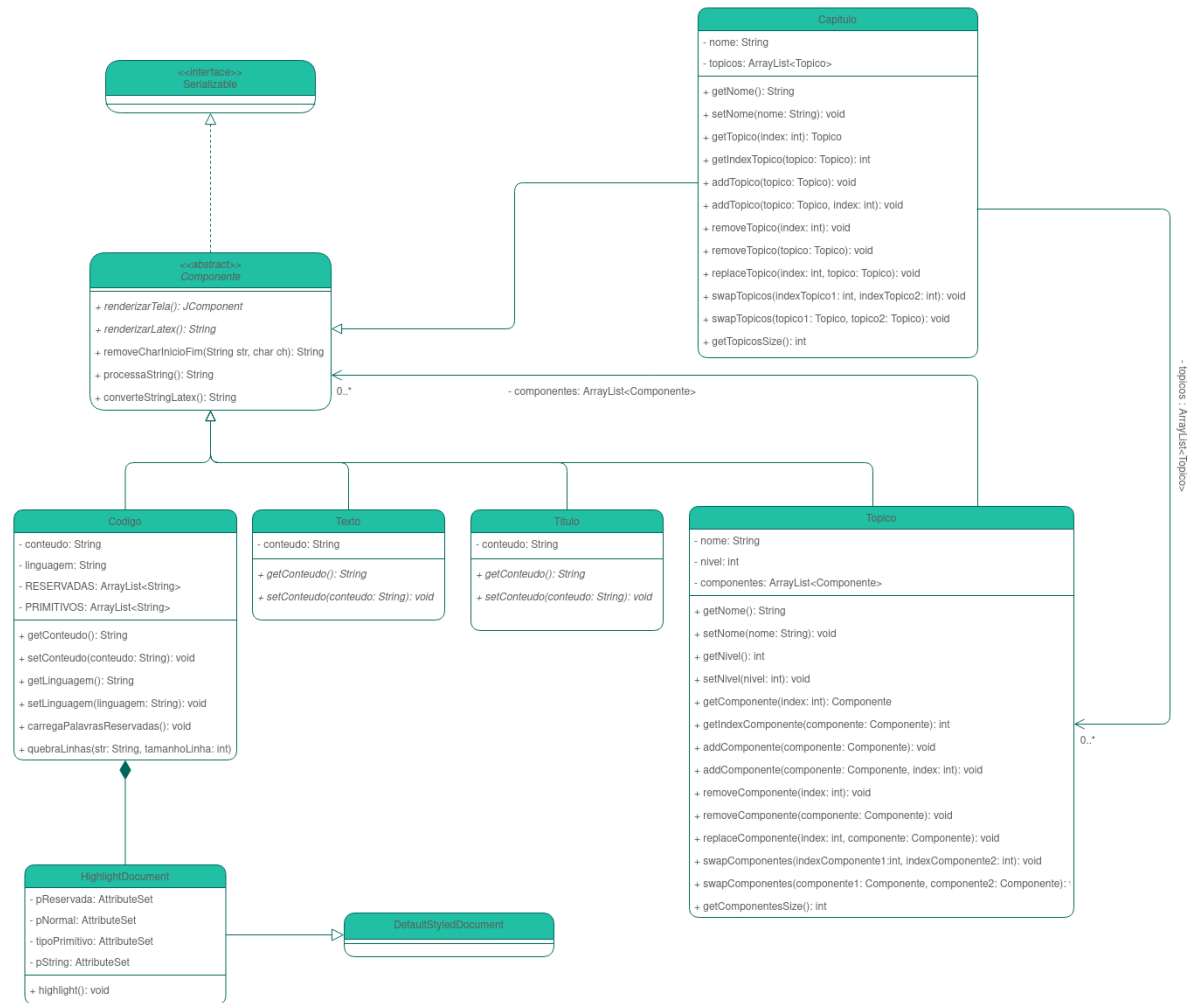 <<interface>>
Serializable
<<abstract>>
Componente
+ renderizarTela(): JComponent
+ renderizarLatex(): String
+ removeCharInicioFim(String str, char ch): String
+ processaString(): String
+ converteStringLatex(): String
Capitulo
- nome: String
- topicos: ArrayList<Topico>
+ getNome(): String
+ setNome(nome: String): void
+ getTopico(index: int): Topico
+ getIndexTopico(topico: Topico): int
+ addTopico(topico: Topico): void
+ addTopico(topico: Topico, index: int): void
+ removeTopico(index: int): void
+ removeTopico(topico: Topico): void
+ replaceTopico(index: int, topico: Topico): void
+ swapTopicos(indexTopico1: int, indexTopico2: int): void
+ swapTopicos(topico1: Topico, topico2: Topico): void
+ getTopicosSize(): int
0..*
- componentes: ArrayList<Componente>
- topicos : ArrayList<Topico>
Codigo
- conteudo: String
- linguagem: String
- RESERVADAS: ArrayList<String>
- PRIMITIVOS: ArrayList<String>
+ getConteudo(): String
+ setConteudo(conteudo: String): void
+ getLinguagem(): String
+ setLinguagem(linguagem: String): void
+ carregaPalavrasReservadas(): void
+ quebraLinhas(str: String, tamanhoLinha: int)
Texto
- conteudo: String
+ getConteudo(): String
+ setConteudo(conteudo: String): void
Titulo
- conteudo: String
+ getConteudo(): String
+ setConteudo(conteudo: String): void
Topico
- nome: String
- nivel: int
- componentes: ArrayList<Componente>
+ getNome(): String
+ setNome(nome: String): void
+ getNivel(): int
+ setNivel(nivel: int): void
+ getComponente(index: int): Componente
+ getIndexComponente(componente: Componente): int
+ addComponente(componente: Componente): void
+ addComponente(componente: Componente, index: int): void
+ removeComponente(index: int): void
+ removeComponente(componente: Componente): void
+ replaceComponente(index: int, componente: Componente): void
+ swapComponentes(indexComponente1:int, indexComponente2: int): void
+ swapComponentes(componente1: Componente, componente2: Componente):
+ getComponentesSize(): int
0..*
HighlightDocument
- pReservada: AttributeSet
- pNormal: AttributeSet
- tipoPrimitivo: AttributeSet
- pString: AttributeSet
+ highlight(): void
DefaultStyledDocument